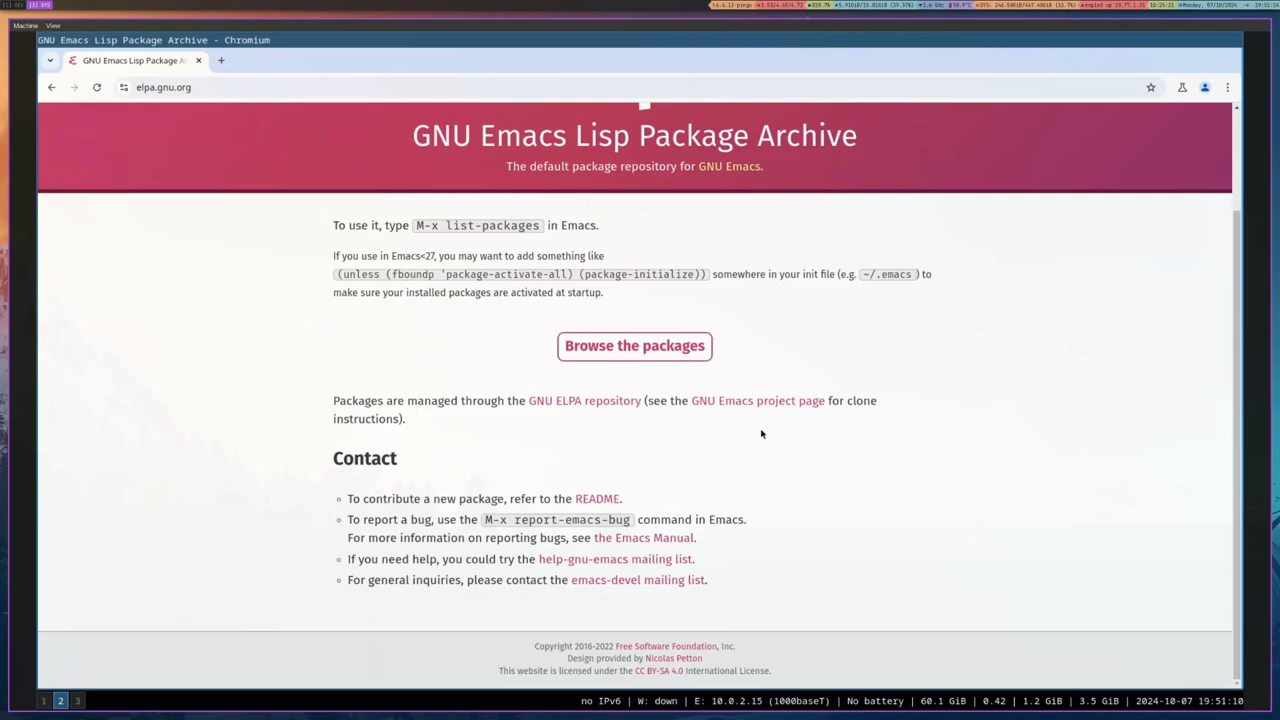 Machine View
GNU Emacs Lisp Package Archive - Chromium
GNU Emacs Lisp Package Ar
elpa.gnu.org
GNU Emacs Lisp Package Archive
The default package repository for GNU Emacs.
To use it, type M-x list-packages in Emacs.
If you use in Emacs<27, you may want to add something like
(unless (fboundp 'package-activate-all) (package-initialize)) somewhere in your init file (e.g. ~/.emacs ) to
make sure your installed packages are activated at startup.
Browse the packages
Packages are managed through the GNU ELPA repository (see the GNU Emacs project page for clone
instructions).
Contact
To contribute a new package, refer to the README.
To report a bug, use the M-x report-emacs-bug command in Emacs.
For more information on reporting bugs, see the Emacs Manual.
If you need help, you could try the help-gnu-emacs mailing list.
For general inquiries, please contact the emacs-devel mailing list.
Copyright 2016-2022 Free Software Foundation, Inc.
Design provided by Nicolas Petton
This website is licensed under the CC BY-SA 4.0 International License.
1 2 3 no IPv6 | W: down | E: 10.0.2.15 (1000baseT) | No battery | 60.1 GiB | 0.42 | 1.2 GiB | 3.5 GiB | 2024-10-07 19:51:10